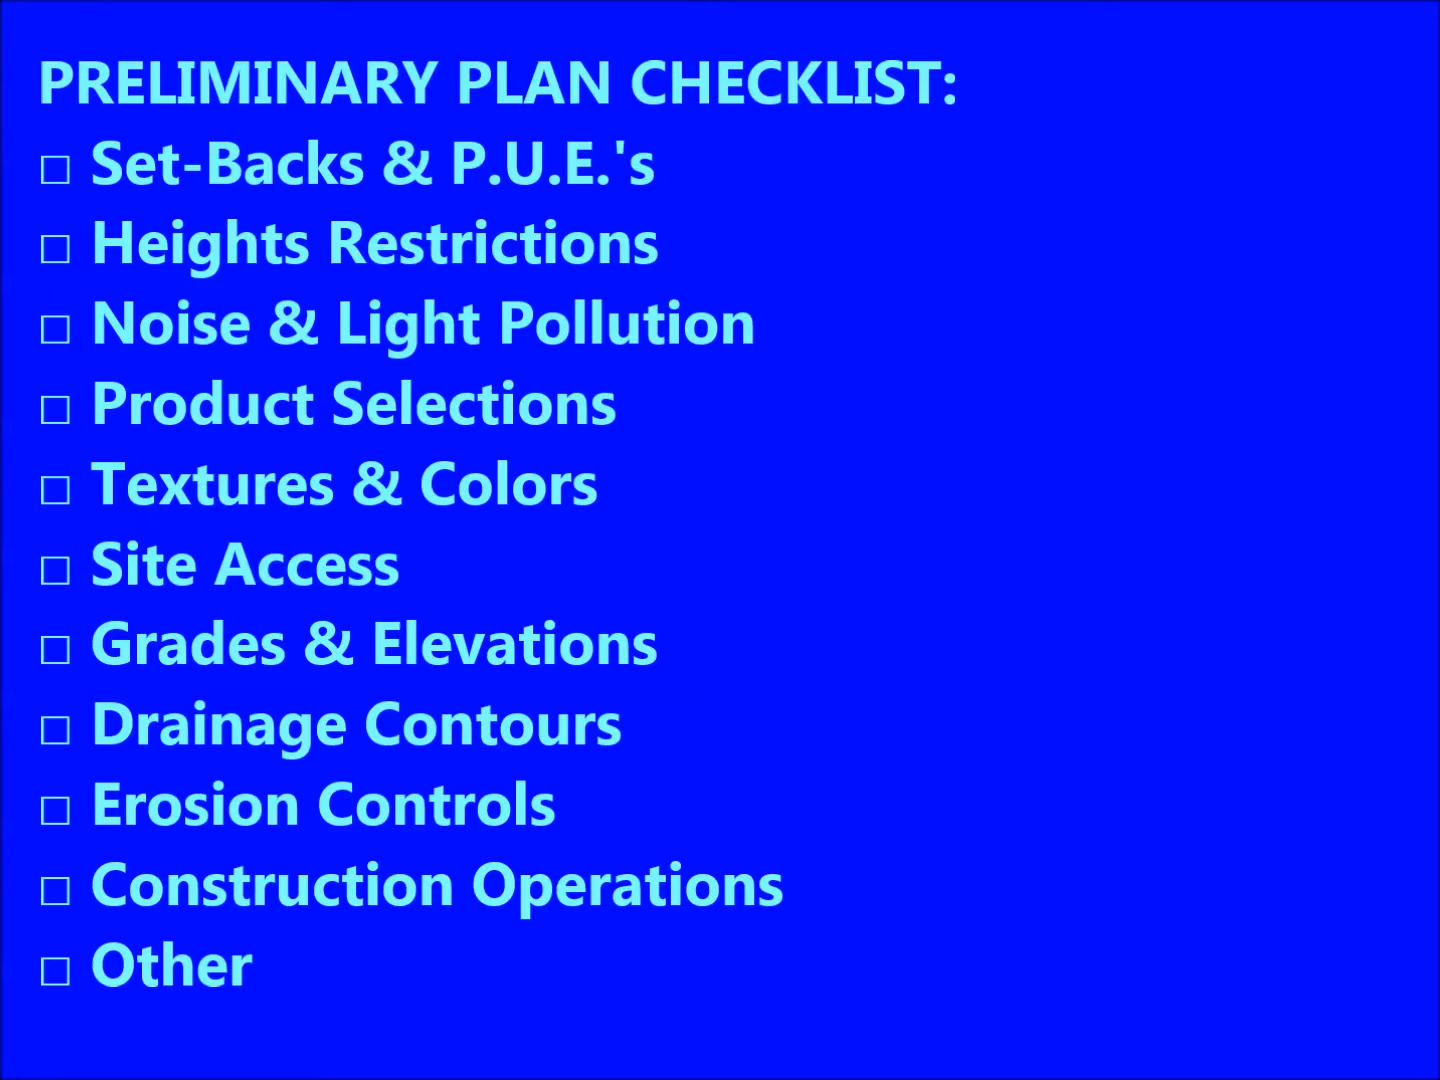 PRELIMINARY PLAN CHECKLIST:
□ Set-Backs & P.U.E.'s
□ Heights Restrictions
□ Noise & Light Pollution
□ Product Selections
□ Textures & Colors
□ Site Access
□ Grades & Elevations
□ Drainage Contours
□ Erosion Controls
□ Construction Operations
□ Other